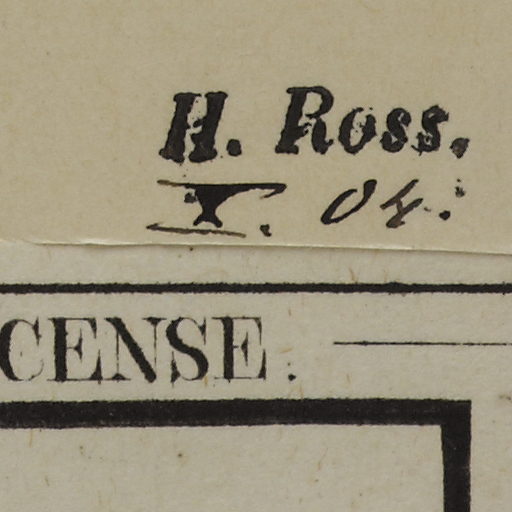 H. Ross.
I. 04.
CENSE.